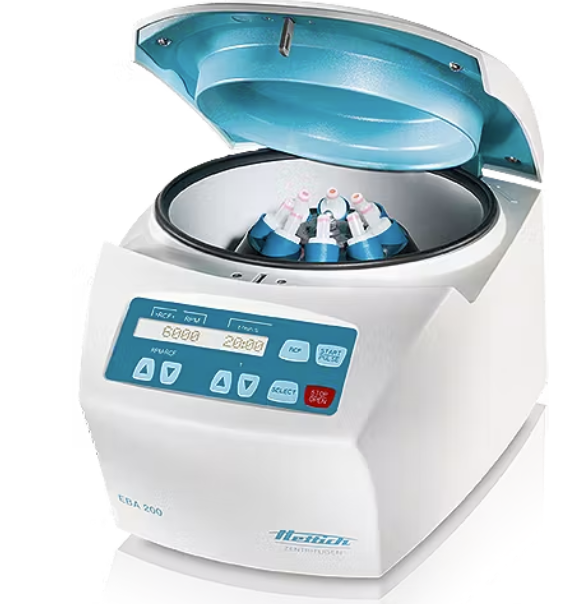 RCF RPM
6000 20:00
RPM/RCF
RCF
START
PULSE
SELECT
STOP
OPEN
EBA 200
Hettich
ZENTRIFUGEN